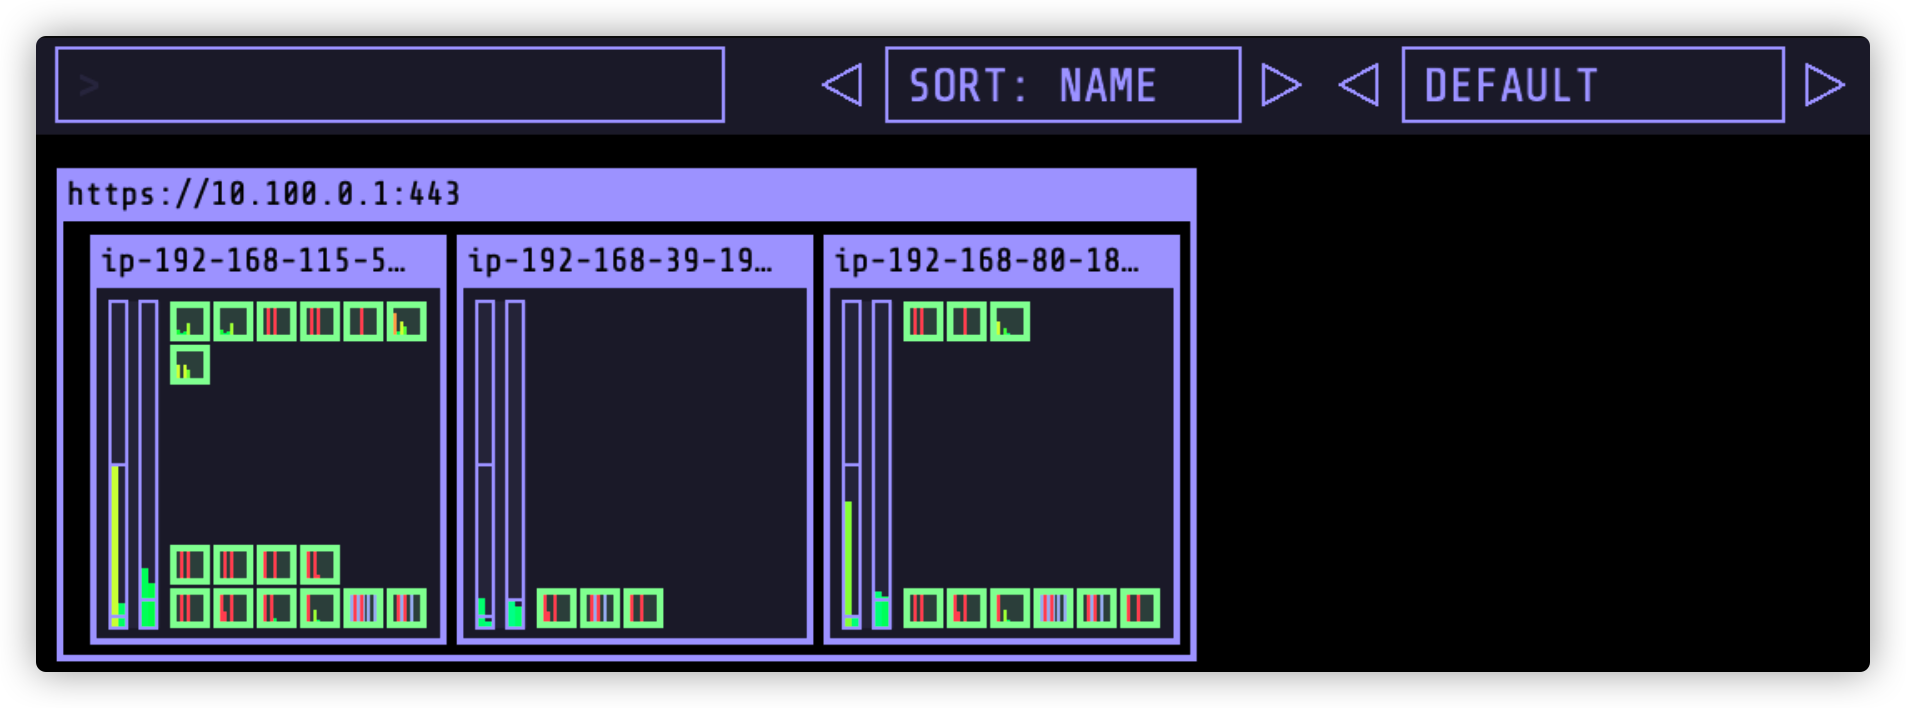 >
SORT: NAME
DEFAULT
https://10.100.0.1:443
ip-192-168-115-5…
ip-192-168-39-19…
ip-192-168-80-18…